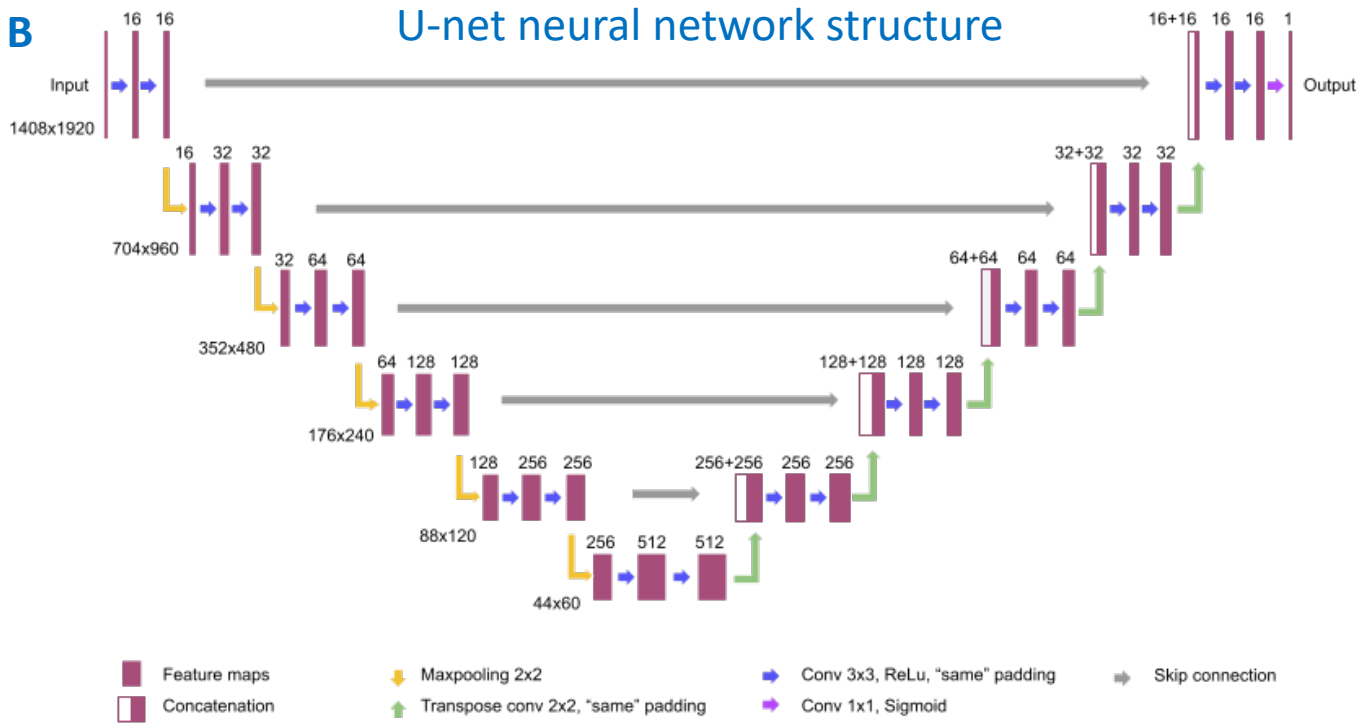 B
U-net neural network structure
16 16
16+16 16 16 1
Input
Output
1408x1920
16 32 32
32+32 32 32
704x960
32 64 64
64+64 64 64
352x480
64 128 128
128+128 128 128
176x240
128 256 256
256+256 256 256
88x120
256 512 512
44x60
Feature maps
Maxpooling 2x2
Conv 3x3, ReLu, “same” padding
Skip connection
Concatenation
Transpose conv 2x2, “same” padding
Conv 1x1, Sigmoid